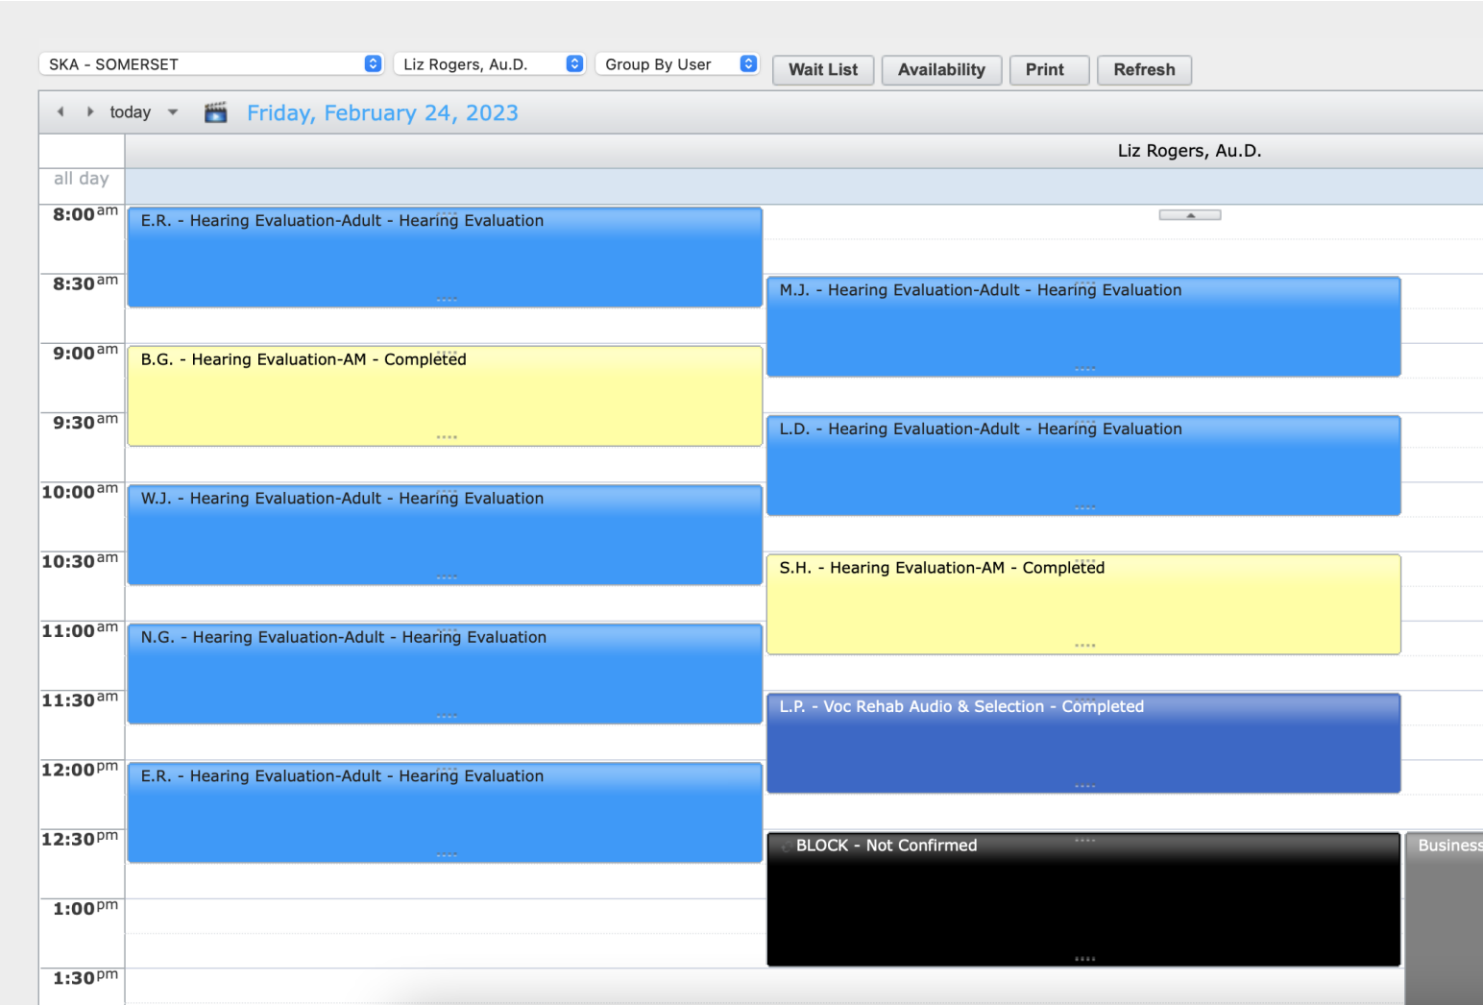 SKA - SOMERSET Liz Rogers, Au.D. Group By User Wait List Availability Print Refresh
today Friday, February 24, 2023
Liz Rogers, Au.D.
all day
8:00am E.R. - Hearing Evaluation-Adult - Hearing Evaluation
8:30am M.J. - Hearing Evaluation-Adult - Hearing Evaluation
9:00am B.G. - Hearing Evaluation-AM - Completed
9:30am L.D. - Hearing Evaluation-Adult - Hearing Evaluation
10:00am W.J. - Hearing Evaluation-Adult - Hearing Evaluation
10:30am S.H. - Hearing Evaluation-AM - Completed
11:00am N.G. - Hearing Evaluation-Adult - Hearing Evaluation
11:30am L.P. - Voc Rehab Audio & Selection - Completed
12:00pm E.R. - Hearing Evaluation-Adult - Hearing Evaluation
12:30pm BLOCK - Not Confirmed Business
1:00pm
1:30pm